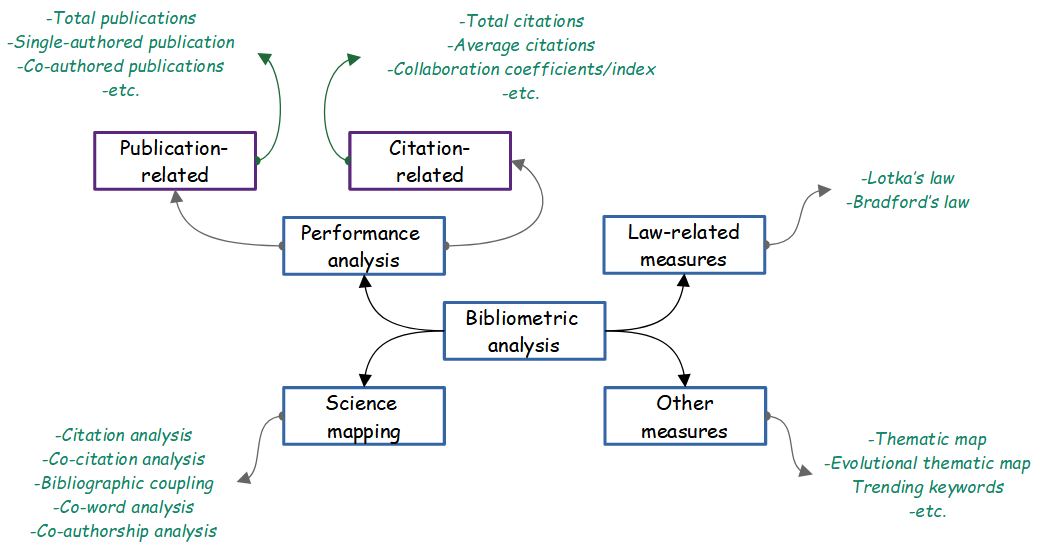 -Total publications
-Single-authored publication
-Co-authored publications
-etc.
-Total citations
-Average citations
-Collaboration coefficients/index
-etc.
Publication-
related
Citation-
related
-Lotka's law
-Bradford's law
Performance
analysis
Law-related
measures
Bibliometric
analysis
Science
mapping
Other
measures
-Citation analysis
-Co-citation analysis
-Bibliographic coupling
-Co-word analysis
-Co-authorship analysis
-Thematic map
-Evolutional thematic map
Trending keywords
-etc.